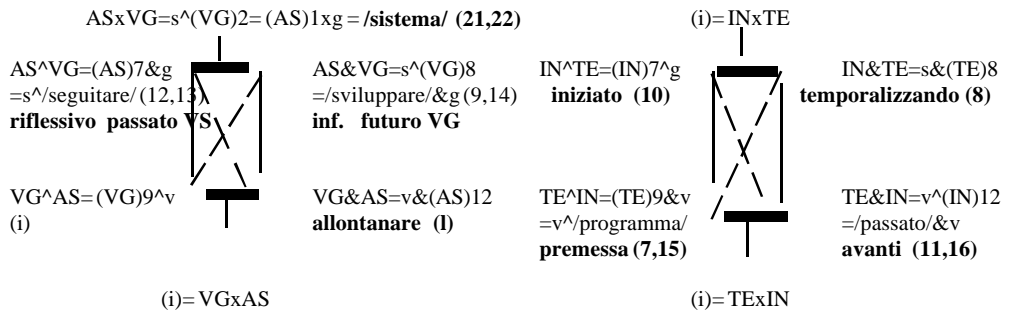 ASxVG=s^(VG)2=(AS)1xg = /sistema/ (21,22)
(i)=INxTE
AS^VG=(AS)7&g
=s^/seguitare/ (12,13)
riflessivo passato VS
AS&VG=s^(VG)8
=/sviluppare/&g (9,14)
inf. futuro VG
IN^TE=(IN)7^g
iniziato (10)
IN&TE=s&(TE)8
temporalizzando (8)
VG^AS=(VG)9^v
(i)
VG&AS=v&(AS)12
allontanare (l)
TE^IN=(TE)9&v
=v^/programma/
premessa (7,15)
TE&IN=v^(IN)12
=/passato/&v
avanti (11,16)
(i)=VGxAS
(i)=TExIN